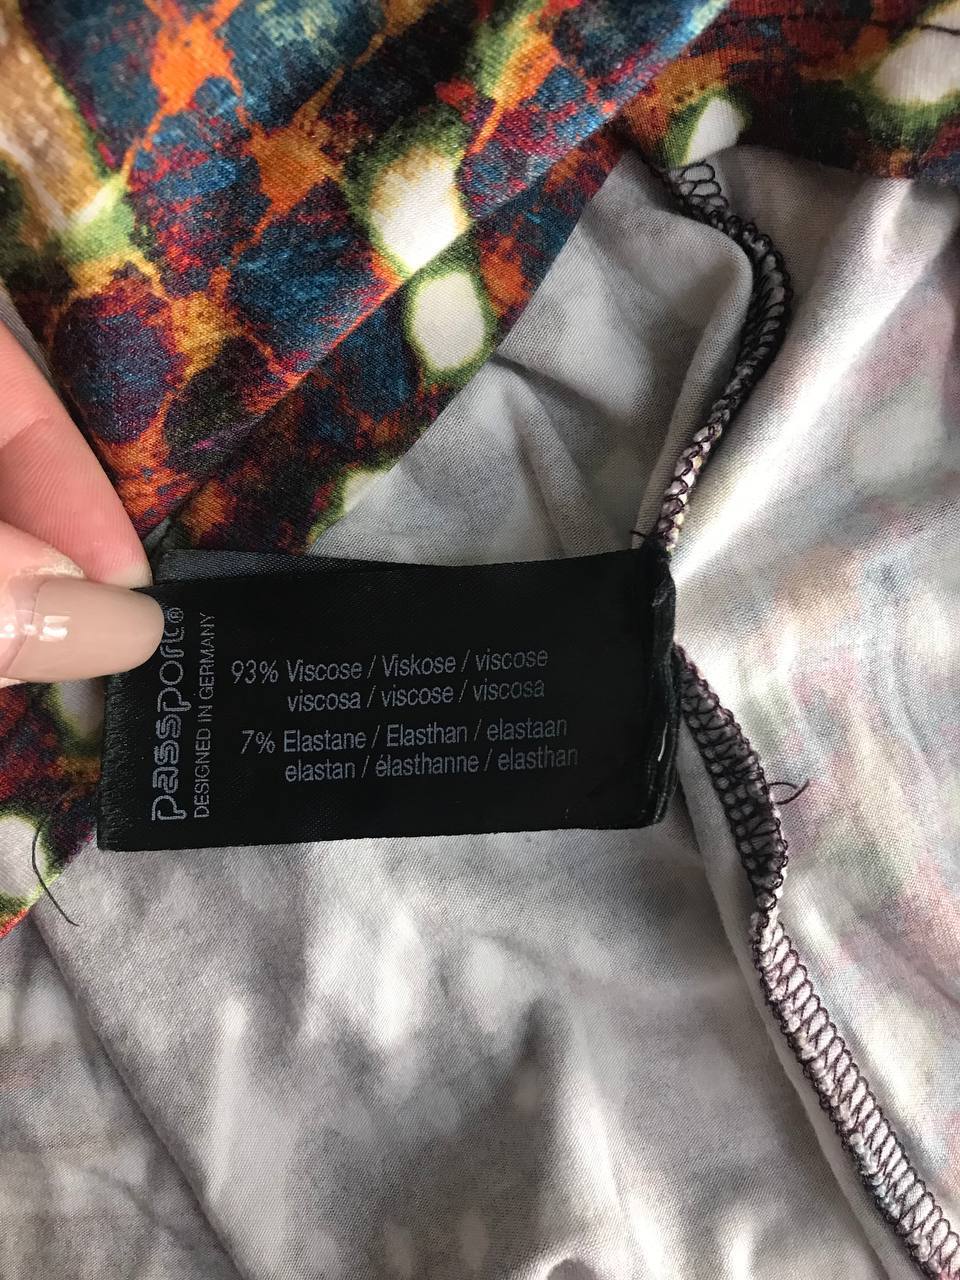 passport®
DESIGNED IN GERMANY
93% Viscose / Viskose / viscose
viscosa / viscose / viscosa
7% Elastane / Elasthan / elastaan
elastan / élasthanne / elasthan